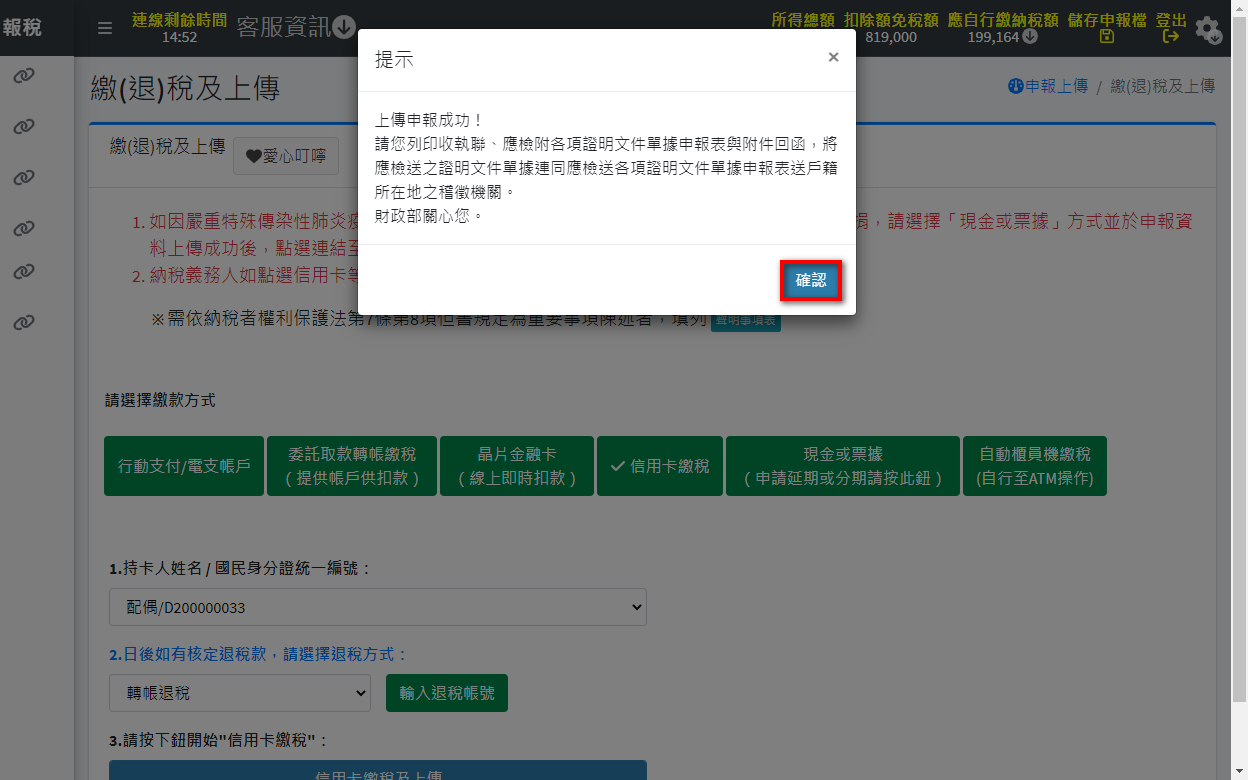 報稅
連線剩餘時間
14:52
客服資訊
所得總額 扣除額免稅額 應自行繳納稅額 儲存申報檔 登出
819,000 199,164
繳(退)稅及上傳
申報上傳 / 繳(退)稅及上傳
繳(退)稅及上傳
愛心叮嚀
提示
×
上傳申報成功！
請您列印收執聯、應檢附各項證明文件單據申報表與附件回函，將
應檢送之證明文件單據連同應檢送各項證明文件單據申報表送戶籍
所在地之稽徵機關。
財政部關心您。
確認
1. 如因嚴重特殊傳染性肺炎
，請選擇「現金或票據」方式並於申報資
料上傳成功後，點選連結至
2. 納稅義務人如點選信用卡等
※需依納稅者權利保護法第7條第8項但書規定為重要事項陳述者，填列 聲明事項表
請選擇繳款方式
行動支付/電支帳戶
委託取款轉帳繳稅
（提供帳戶供扣款）
晶片金融卡
（線上即時扣款）
信用卡繳稅
現金或票據
（申請延期或分期請按此鈕）
自動櫃員機繳稅
(自行至ATM操作)
1.持卡人姓名 / 國民身分證統一編號：
配偶/D200000033
2.日後如有核定退稅款，請選擇退稅方式：
轉帳退稅
輸入退稅帳號
3.請按下鈕開始"信用卡繳稅"：
信用卡繳稅及上傳